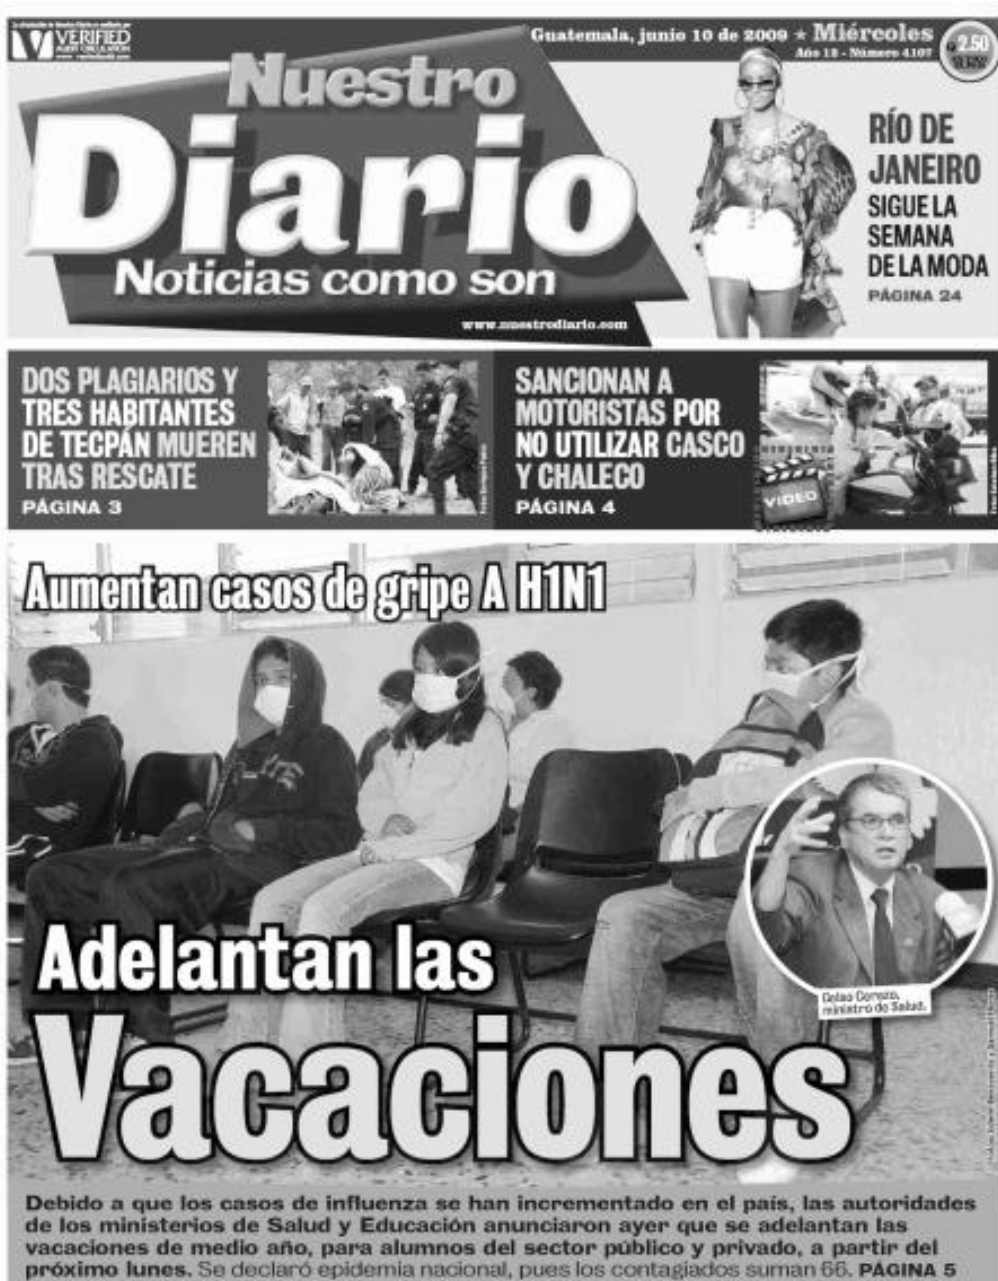 VERIFIED
AUDIT CIRCULATION
Guatemala, junio 10 de 2009 ★ Miércoles
Año 18 - Número 4107
2.50
Nuestro
Diario
Noticias como son
www.nuestrodiario.com
RÍO DE
JANEIRO
SIGUE LA
SEMANA
DE LA MODA
PÁGINA 24
DOS PLAGIARIOS Y
TRES HABITANTES
DE TECPÁN MUEREN
TRAS RESCATE
PÁGINA 3
SANCIONAN A
MOTORISTAS POR
NO UTILIZAR CASCO
Y CHALECO
PÁGINA 4
VIDEO
Aumentan casos de gripe A H1N1
Celso Cerezo,
ministro de Salud.
Adelantan las
Vacaciones
Debido a que los casos de influenza se han incrementado en el país, las autoridades
de los ministerios de Salud y Educación anunciaron ayer que se adelantan las
vacaciones de medio año, para alumnos del sector público y privado, a partir del
próximo lunes. Se declaró epidemia nacional, pues los contagiados suman 66. PÁGINA 5